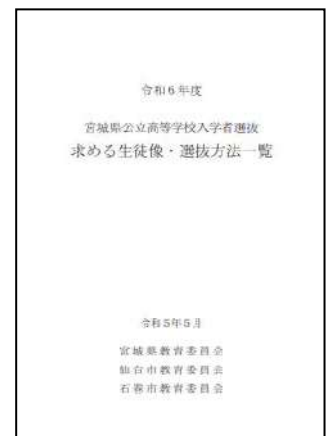 令和６年度
宮城県公立高等学校入学者選抜
求める生徒像・選抜方法一覧
令和５年５月
宮城県教育委員会
仙台市教育委員会
石巻市教育委員会